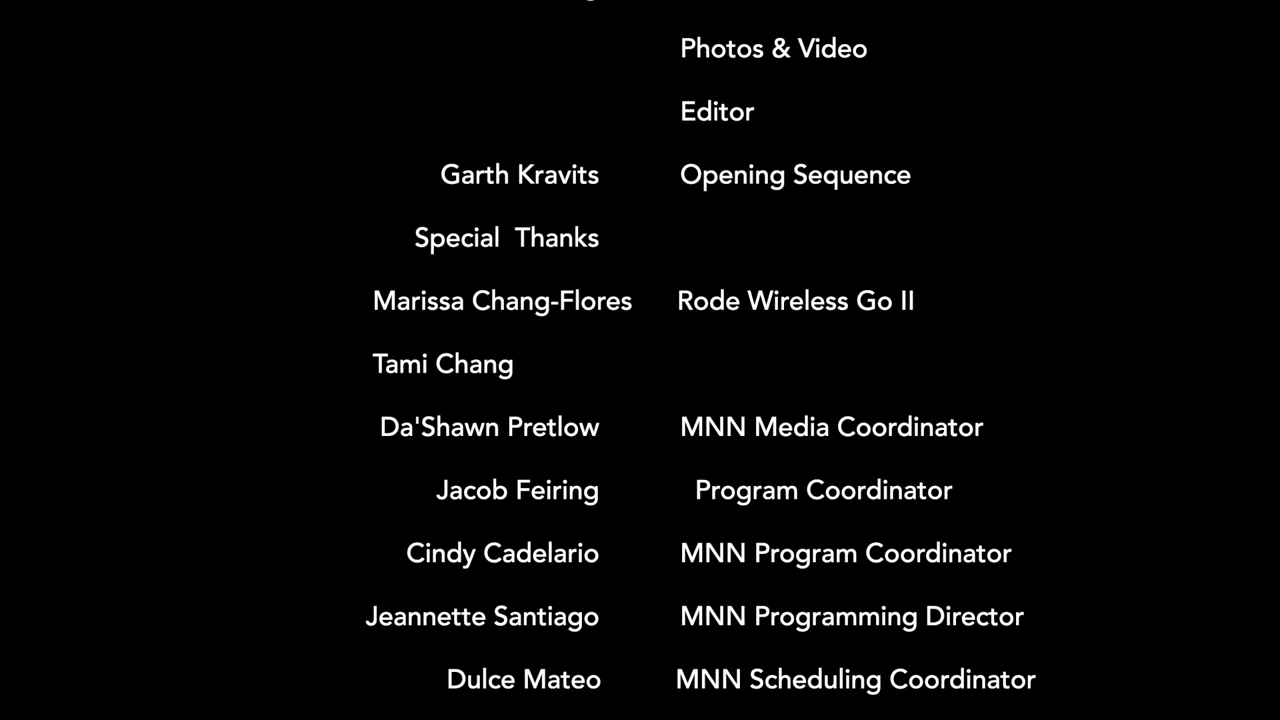 Photos & Video
Editor
Garth Kravits Opening Sequence
Special Thanks
Marissa Chang-Flores Rode Wireless Go II
Tami Chang
Da'Shawn Pretlow MNN Media Coordinator
Jacob Feiring Program Coordinator
Cindy Cadelario MNN Program Coordinator
Jeannette Santiago MNN Programming Director
Dulce Mateo MNN Scheduling Coordinator